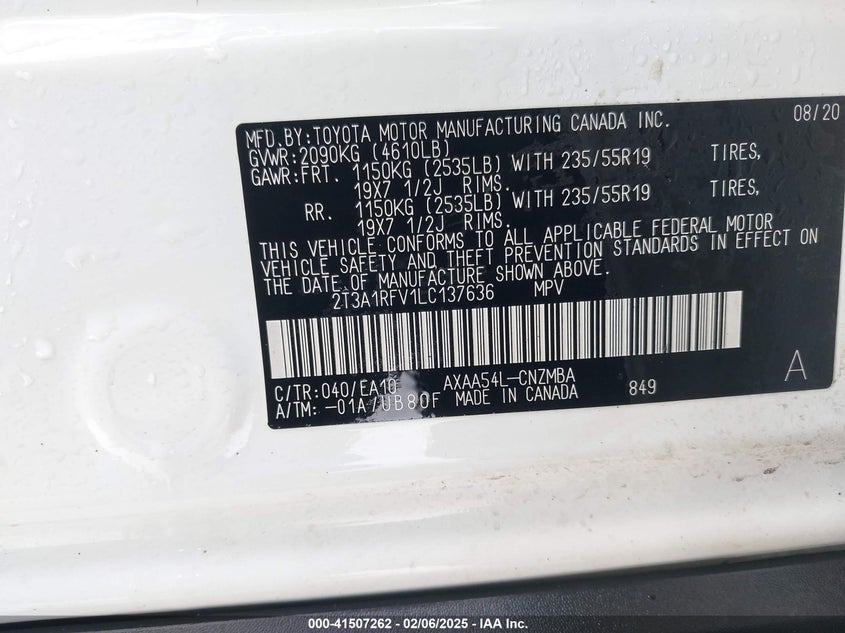 MFD.BY:TOYOTA MOTOR MANUFACTURING CANADA INC. 08/20
GVWR:2090KG (4610LB)
GAWR:FRT. 1150KG (2535LB) WITH 235/55R19 TIRES,
19X7 1/2J RIMS.
RR. 1150KG (2535LB) WITH 235/55R19 TIRES,
19X7 1/2J RIMS.
THIS VEHICLE CONFORMS TO ALL APPLICABLE FEDERAL MOTOR
VEHICLE SAFETY AND THEFT PREVENTION STANDARDS IN EFFECT ON
THE DATE OF MANUFACTURE SHOWN ABOVE.
2T3A1RFV1LC137636 MPV
C/TR:040/EA10 AXAA54L-CNZMBA 849 A
A/TM:-01A/UB80F MADE IN CANADA
000-41507262 - 02/06/2025 - IAAI.com